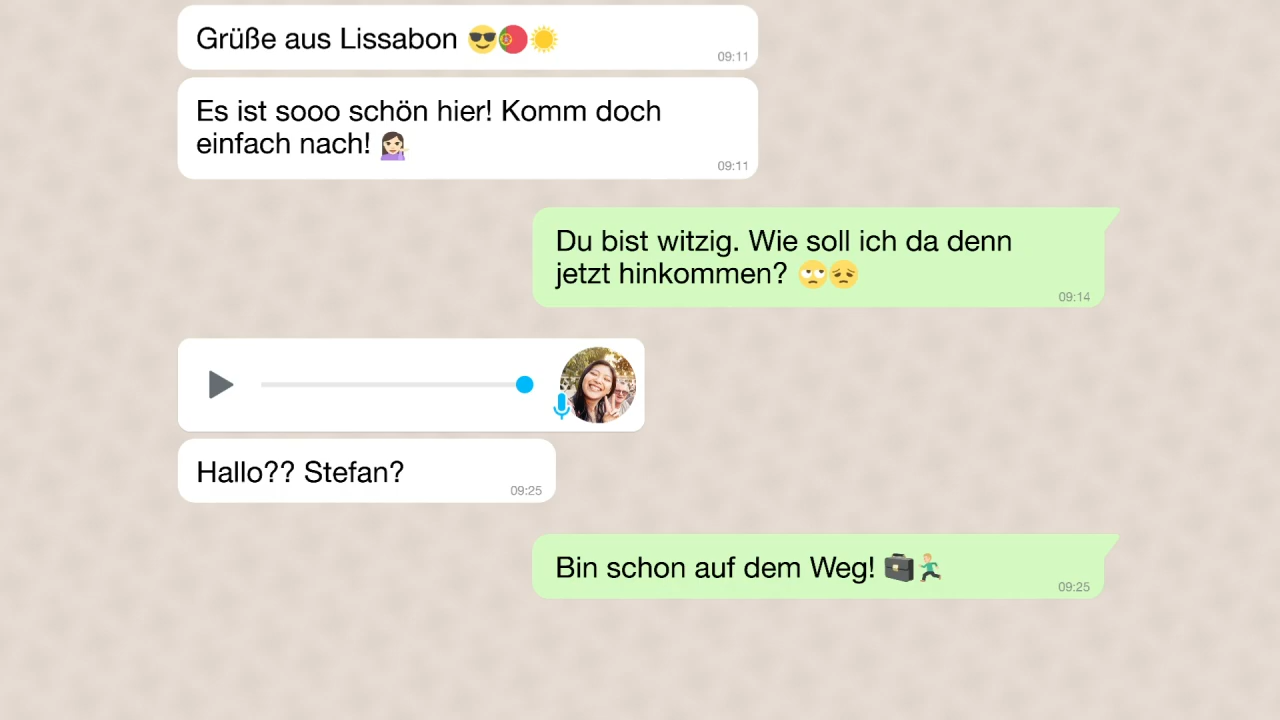 Grüße aus Lissabon 😎🇵🇹☀️
09:11
Es ist sooo schön hier! Komm doch
einfach nach! 💁🏻‍♀️
09:11
Du bist witzig. Wie soll ich da denn
jetzt hinkommen? 🙄😞
09:14
Hallo?? Stefan?
09:25
Bin schon auf dem Weg! 💼🏃🏼
09:25